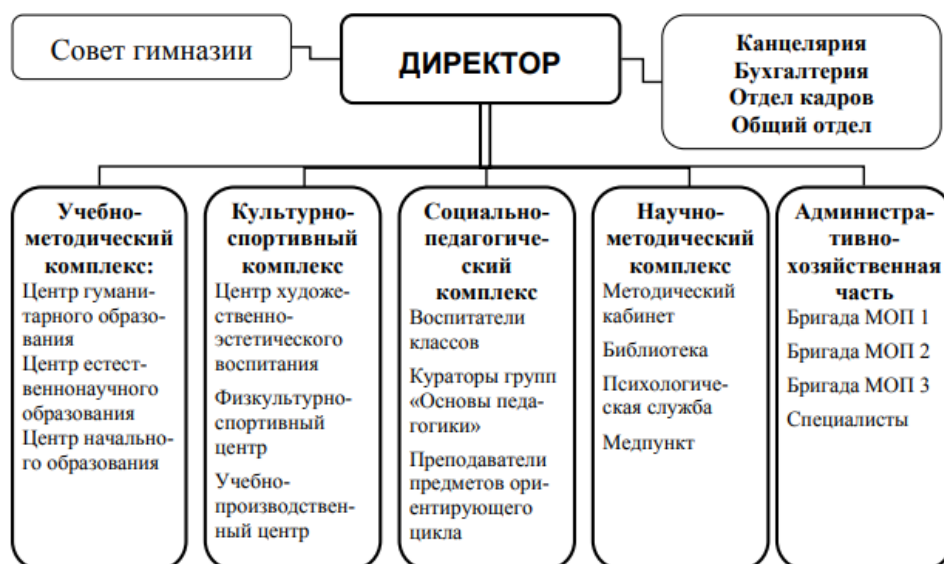 Совет гимназии
ДИРЕКТОР
Канцелярия
Бухгалтерия
Отдел кадров
Общий отдел
Учебно-
методический
комплекс:
Центр гумани-
тарного образо-
вания
Центр естест-
веннонаучного
образования
Центр начально-
го образования
Культурно-
спортивный
комплекс
Центр художе-
ственно-
эстетического
воспитания
Физкультурно-
спортивный
центр
Учебно-
производствен-
ный центр
Социально-
педагогиче-
ский
комплекс
Воспитатели
классов
Кураторы групп
«Основы педа-
гогики»
Преподаватели
предметов ори-
ентирующего
цикла
Научно-
методический
комплекс
Методический
кабинет
Библиотека
Психологиче-
ская служба
Медпункт
Администра-
тивно-
хозяйственная
часть
Бригада МОП 1
Бригада МОП 2
Бригада МОП 3
Специалисты